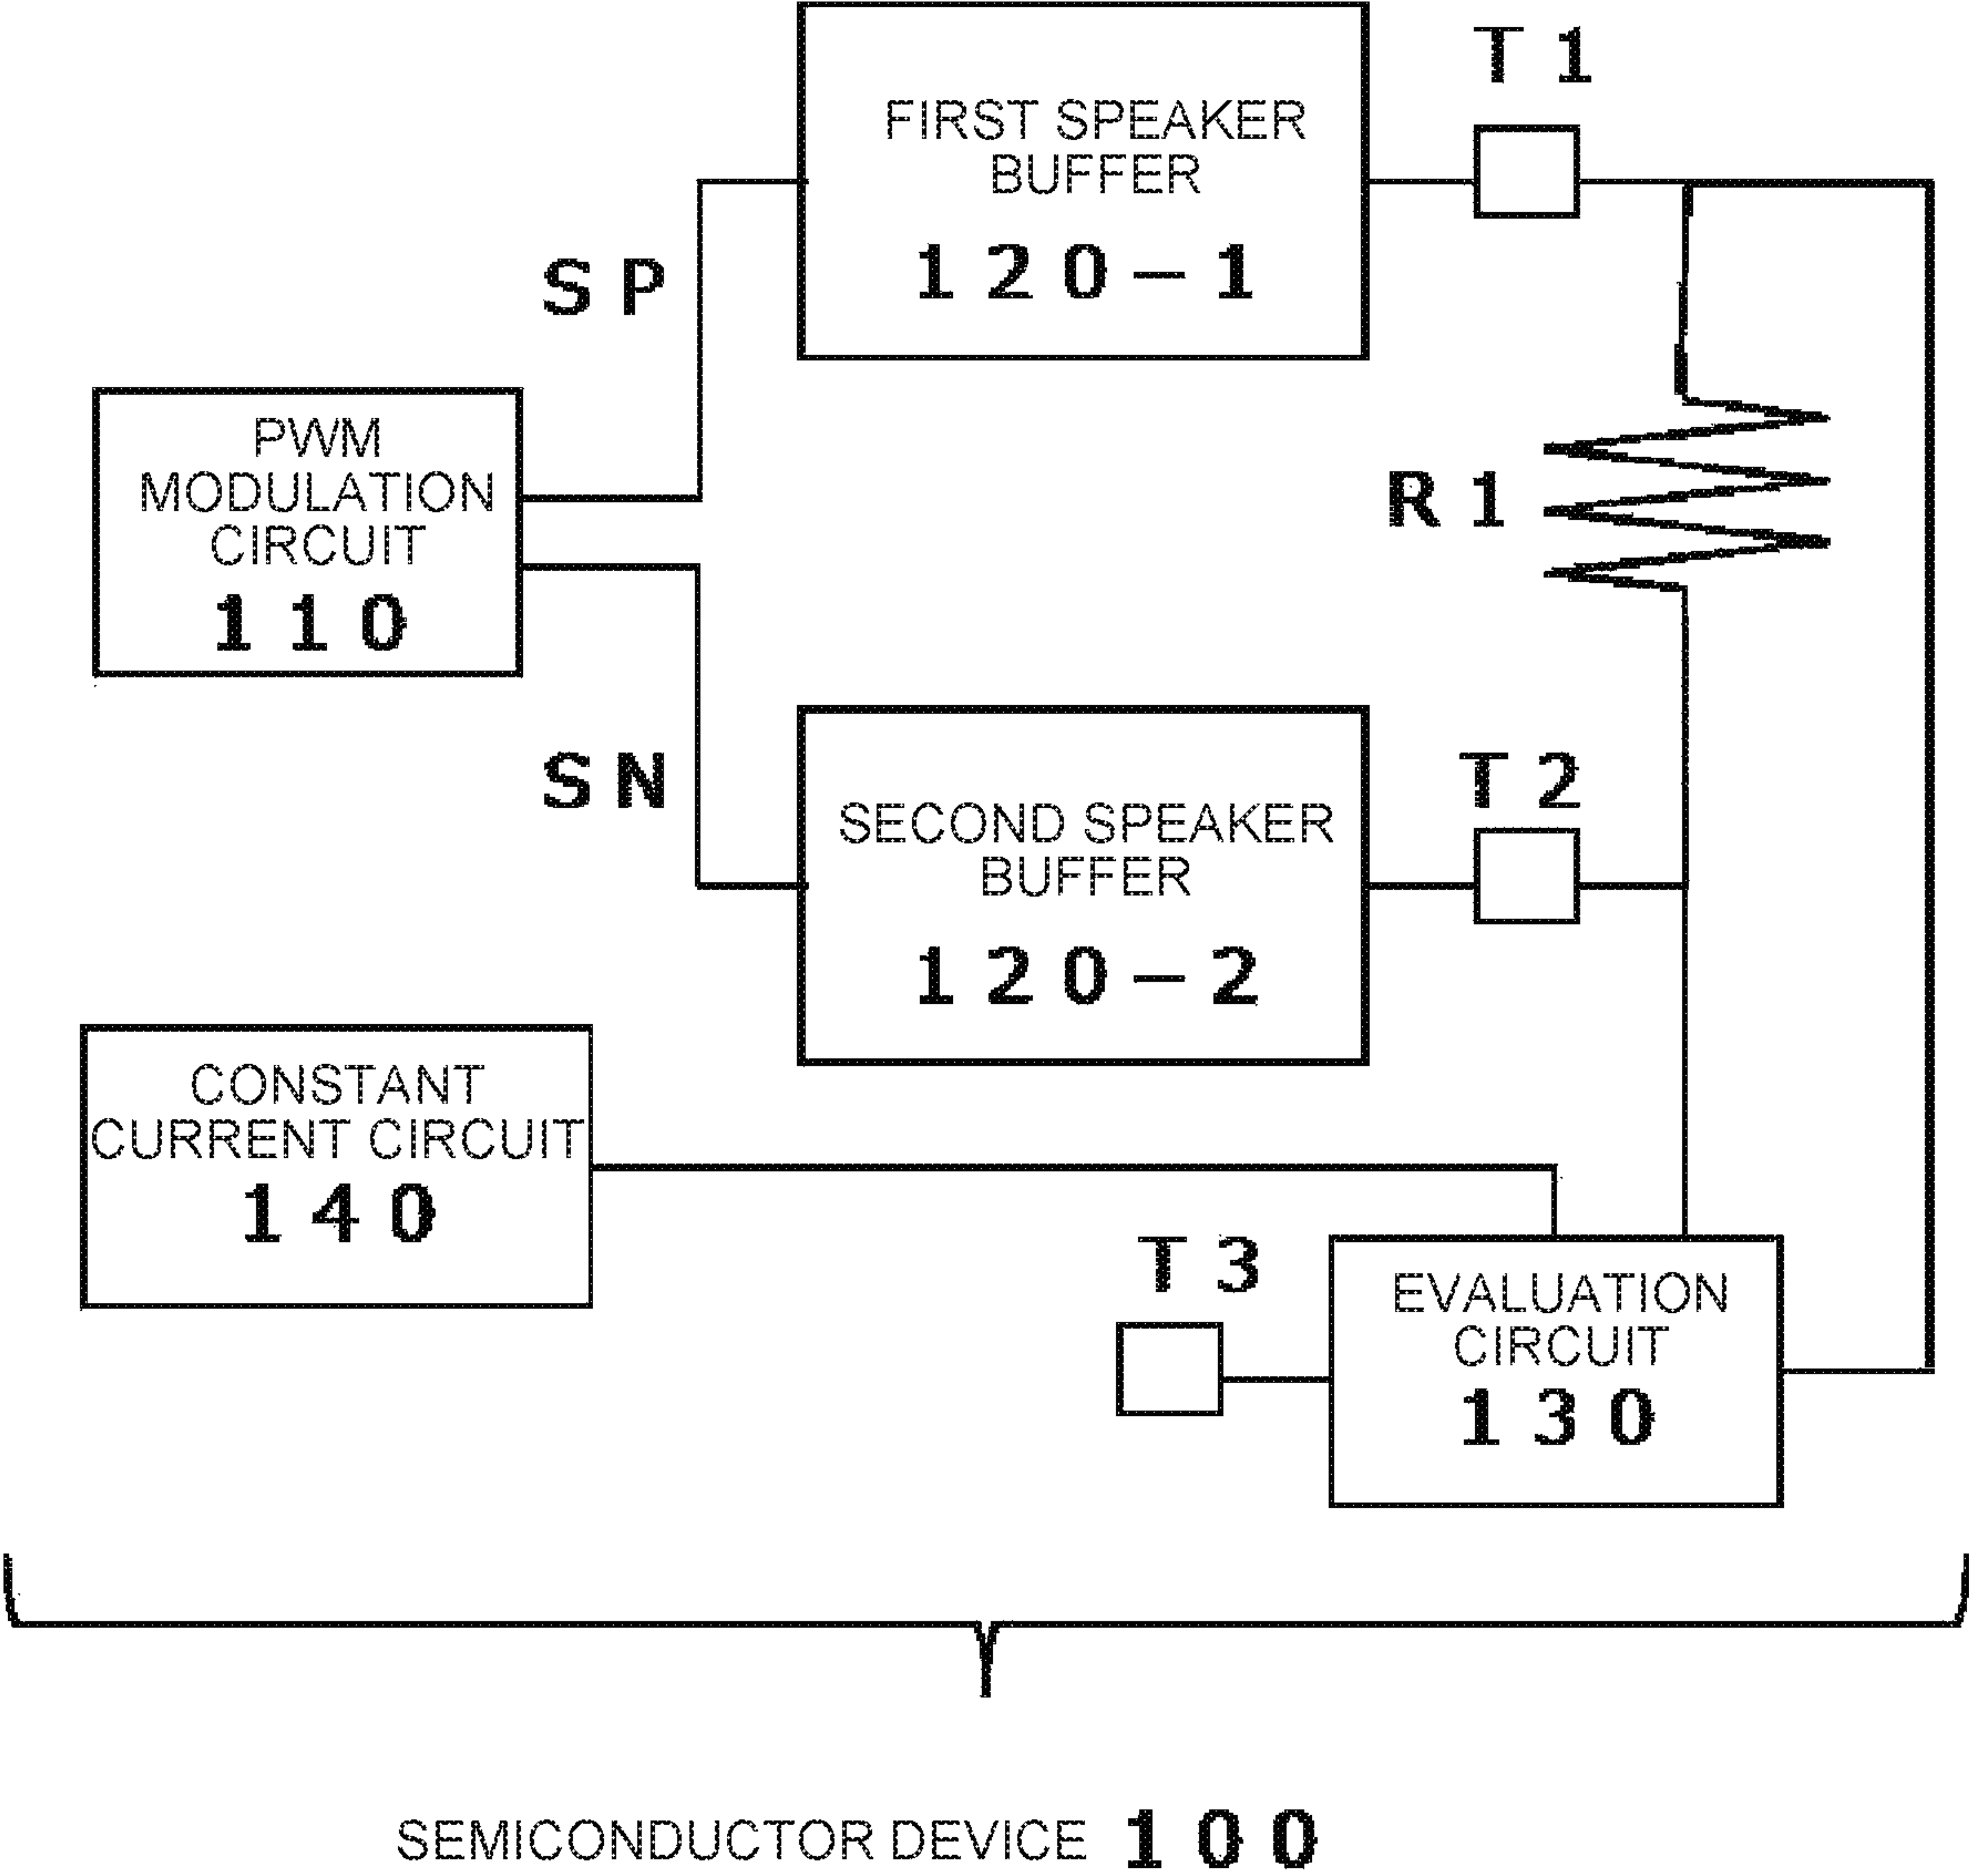 T1
FIRST SPEAKER
BUFFER
120-1
SP
PWM
MODULATION
CIRCUIT
110
R1
SN
T2
SECOND SPEAKER
BUFFER
120-2
CONSTANT
CURRENT CIRCUIT
140
T3
EVALUATION
CIRCUIT
130
SEMICONDUCTOR DEVICE 100